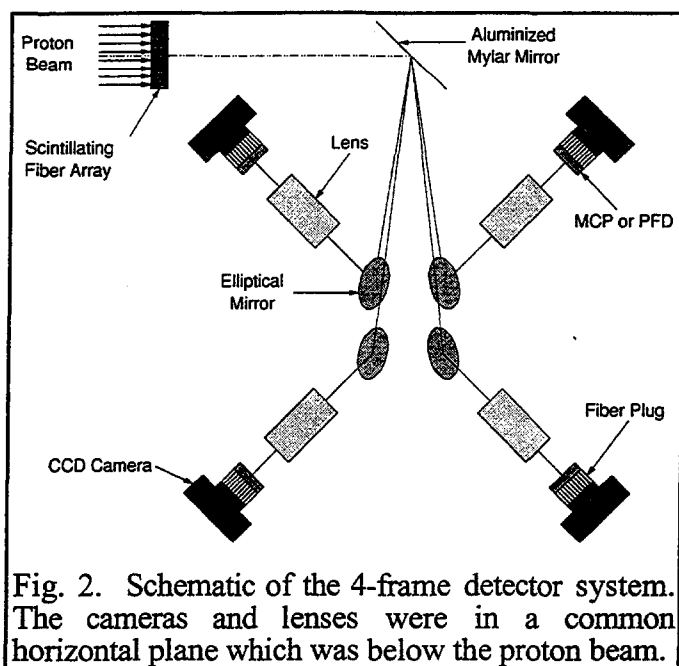 Proton
Beam
Aluminized
Mylar Mirror
Scintillating
Fiber Array
Lens
MCP or PFD
Elliptical
Mirror
Fiber Plug
CCD Camera
Fig. 2. Schematic of the 4-frame detector system.
The cameras and lenses were in a common
horizontal plane which was below the proton beam.